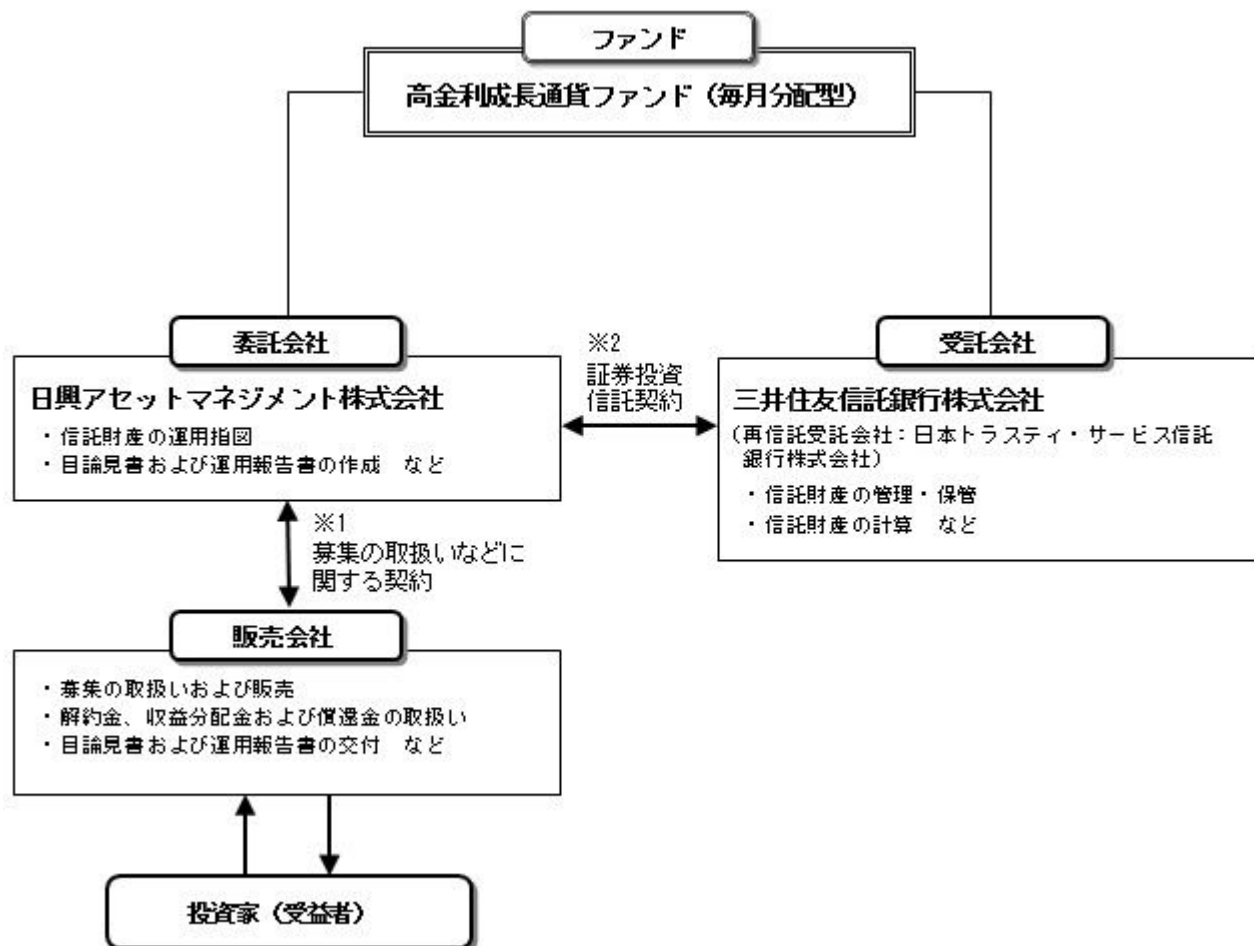 ファンド
高金利成長通貨ファンド（毎月分配型）
委託会社
日興アセットマネジメント株式会社
・信託財産の運用指図
・目論見書および運用報告書の作成　など
※2
証券投資
信託契約
受託会社
三井住友信託銀行株式会社
（再信託受託会社：日本トラスティ・サービス信託
銀行株式会社）
・信託財産の管理・保管
・信託財産の計算　など
※1
募集の取扱いなどに
関する契約
販売会社
・募集の取扱いおよび販売
・解約金、収益分配金および償還金の取扱い
・目論見書および運用報告書の交付　など
投資家（受益者）